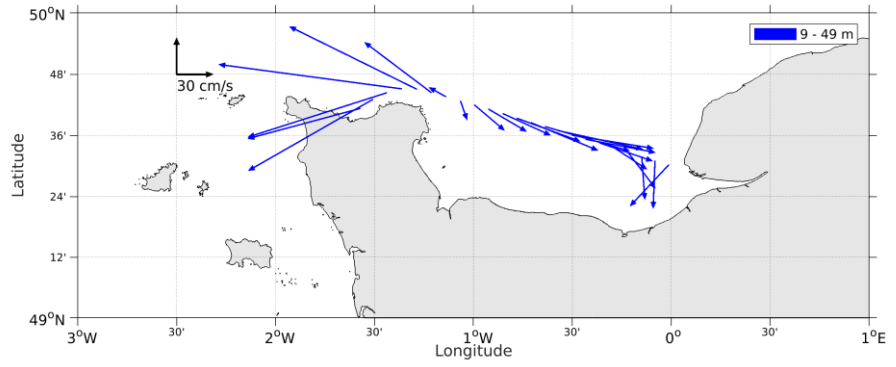 50°N
48'
36'
24'
12'
49°N
Latitude
30 cm/s
9 - 49 m
3°W
30'
2°W
30'
1°W
30'
0°
30'
1°E
Longitude